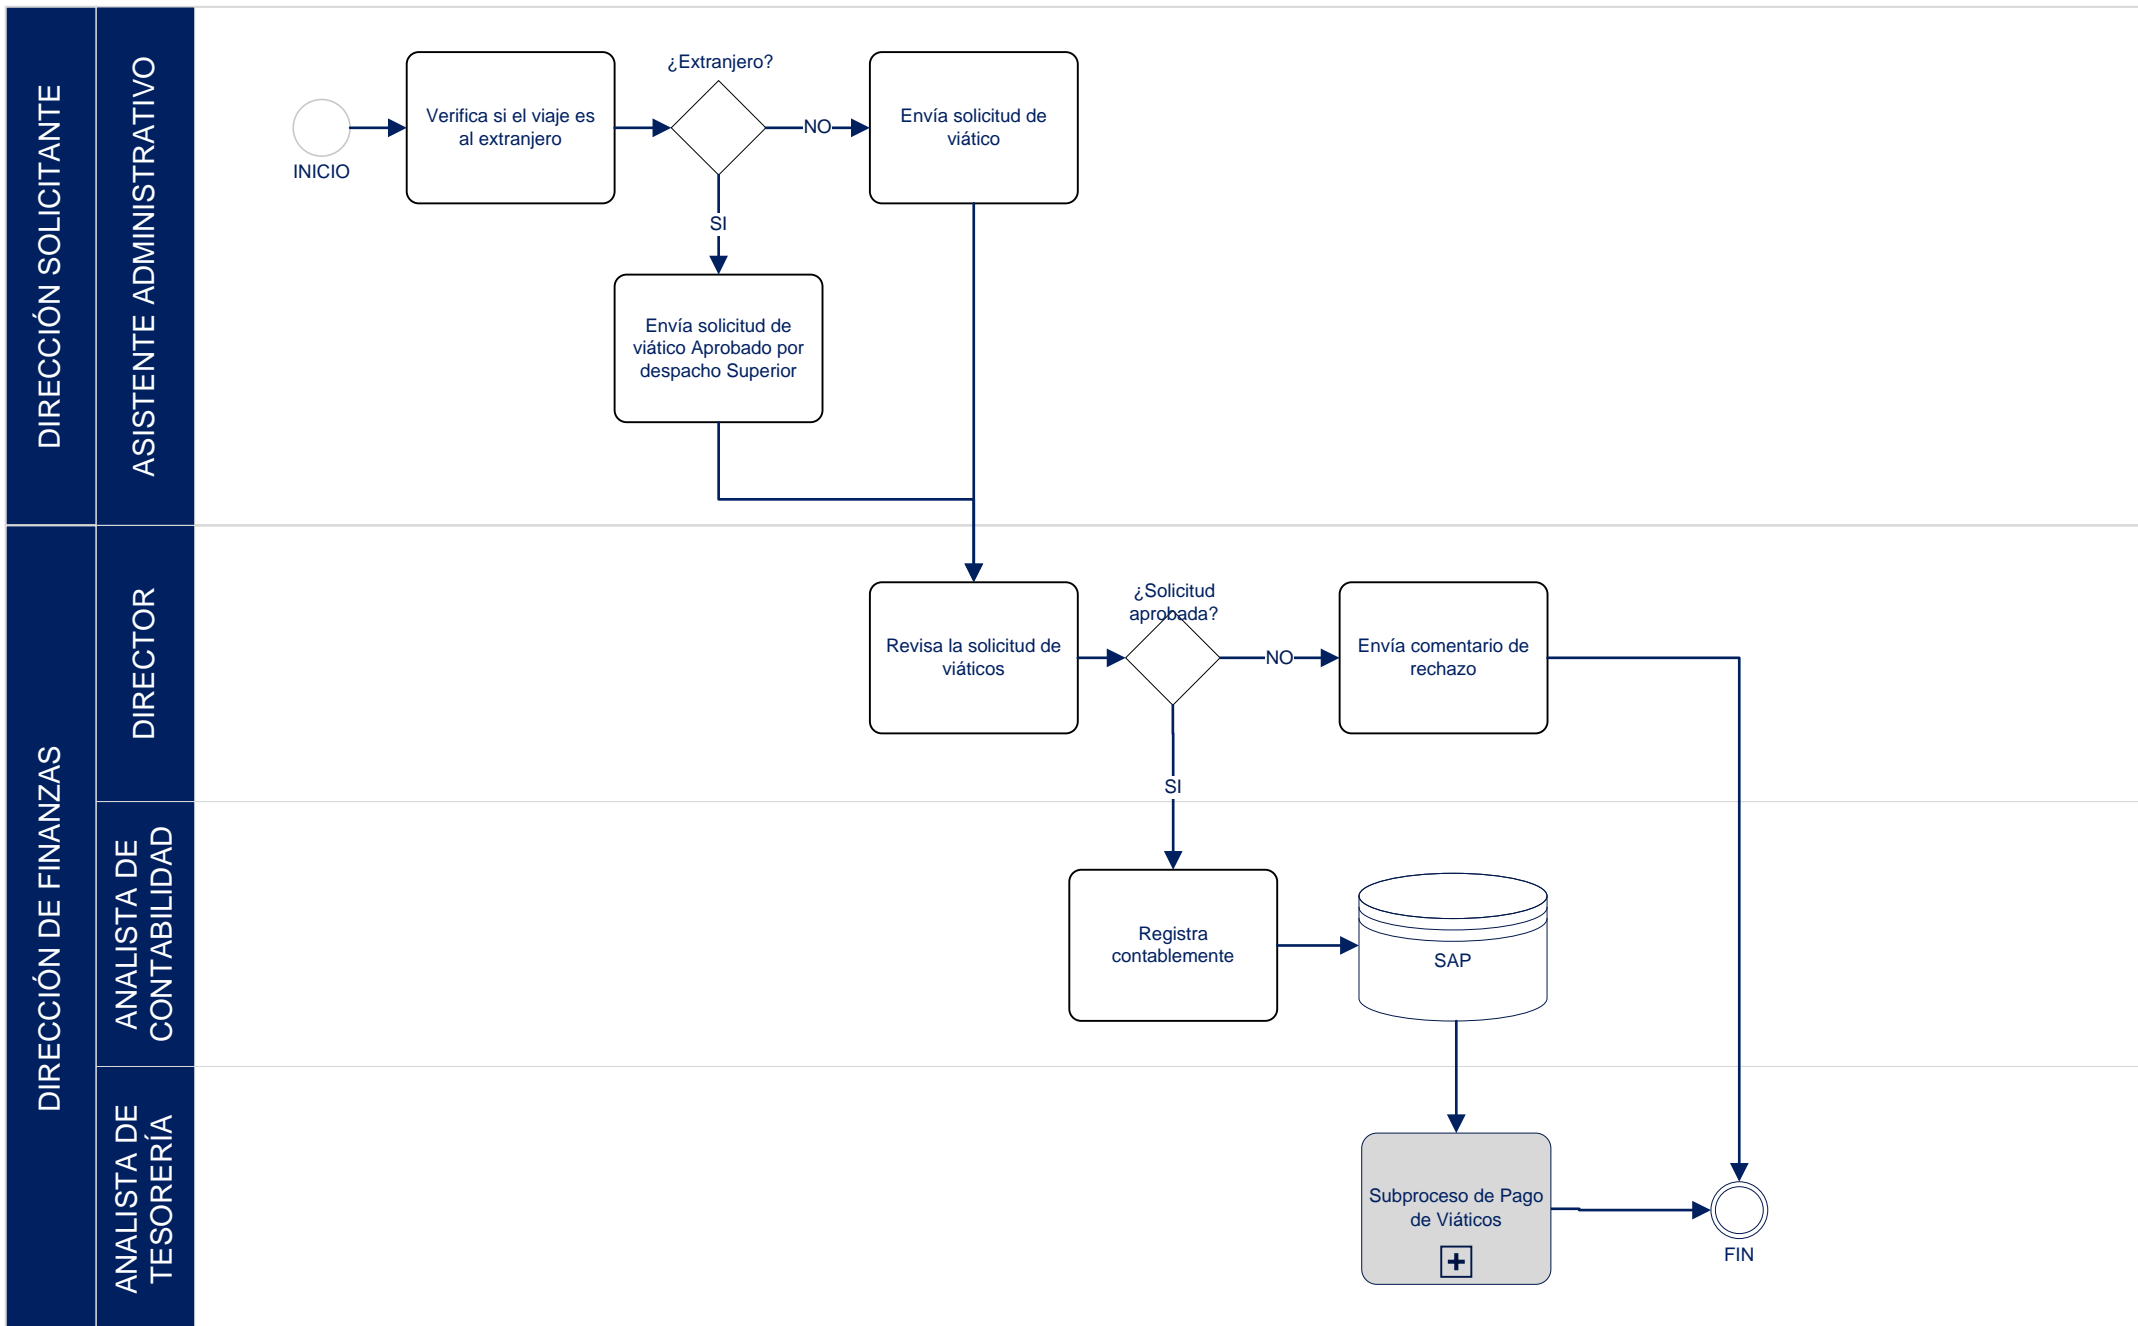 DIRECCIÓN SOLICITANTE
ASISTENTE ADMINISTRATIVO
INICIO
Verifica si el viaje es
al extranjero
¿Extranjero?
NO
Envía solicitud de
viático
SI
Envía solicitud de
viático Aprobado por
despacho Superior
DIRECCIÓN DE FINANZAS
DIRECTOR
Revisa la solicitud de
viáticos
¿Solicitud
aprobada?
NO
Envía comentario de
rechazo
SI
ANALISTA DE
CONTABILIDAD
Registra
contablemente
SAP
ANALISTA DE
TESORERÍA
Subproceso de Pago
de Viáticos
FIN